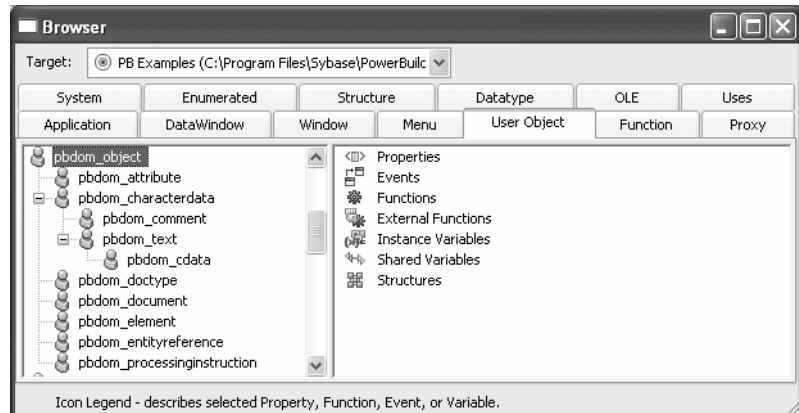 Browser
Target: PB Examples (C:\Program Files\Sybase\PowerBuilc
System Enumerated Structure Datatype OLE Uses
Application DataWindow Window Menu User Object Function Proxy
pbdom_object
pbdom_attribute
pbdom_characterdata
pbdom_comment
pbdom_text
pbdom_cdata
pbdom_doctype
pbdom_document
pbdom_element
pbdom_entityreference
pbdom_processinginstruction
Properties
Events
Functions
External Functions
Instance Variables
Shared Variables
Structures
Icon Legend - describes selected Property, Function, Event, or Variable.